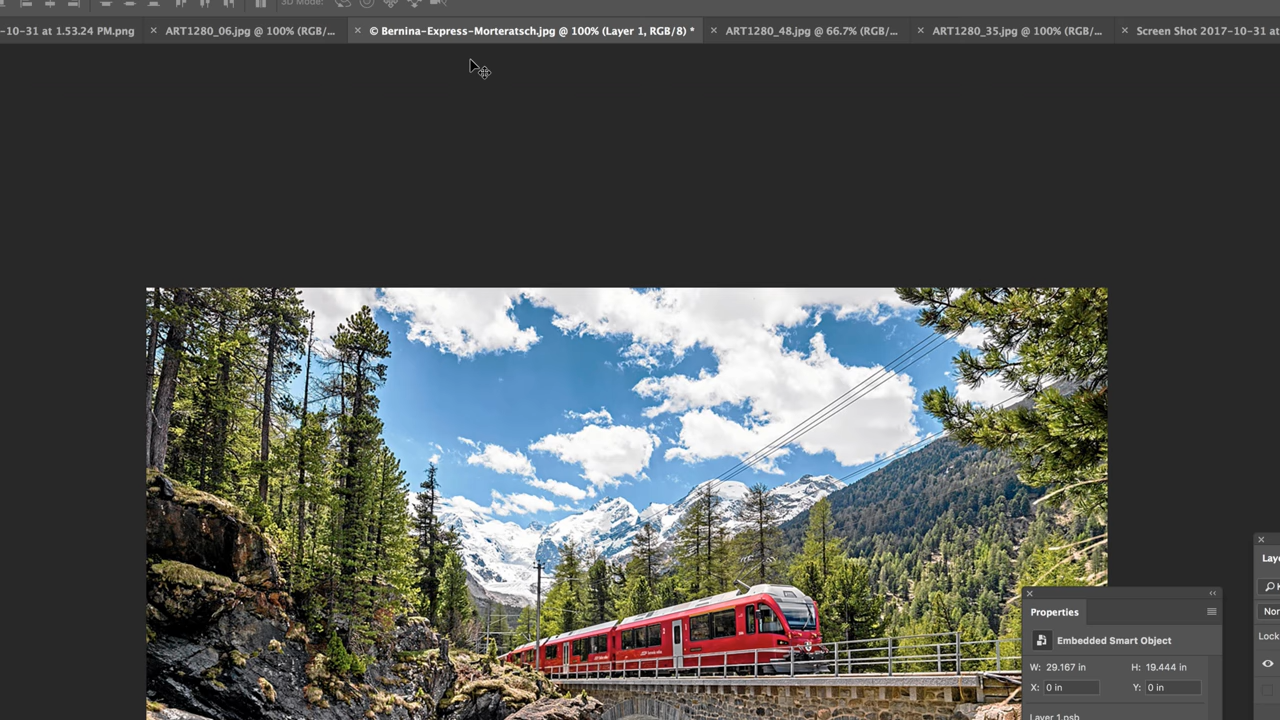 3D Mode:
-10-31 at 1.53.24 PM.png
ART1280_06.jpg @ 100% (RGB/...
© Bernina-Express-Morteratsch.jpg @ 100% (Layer 1, RGB/8) *
ART1280_48.jpg @ 66.7% (RGB/...
ART1280_35.jpg @ 100% (RGB/...
Screen Shot 2017-10-31 at
Properties
Embedded Smart Object
W: 29.167 in
H: 19.444 in
X: 0 in
Y: 0 in
Layer 1.psb
Laye
Nor
Lock